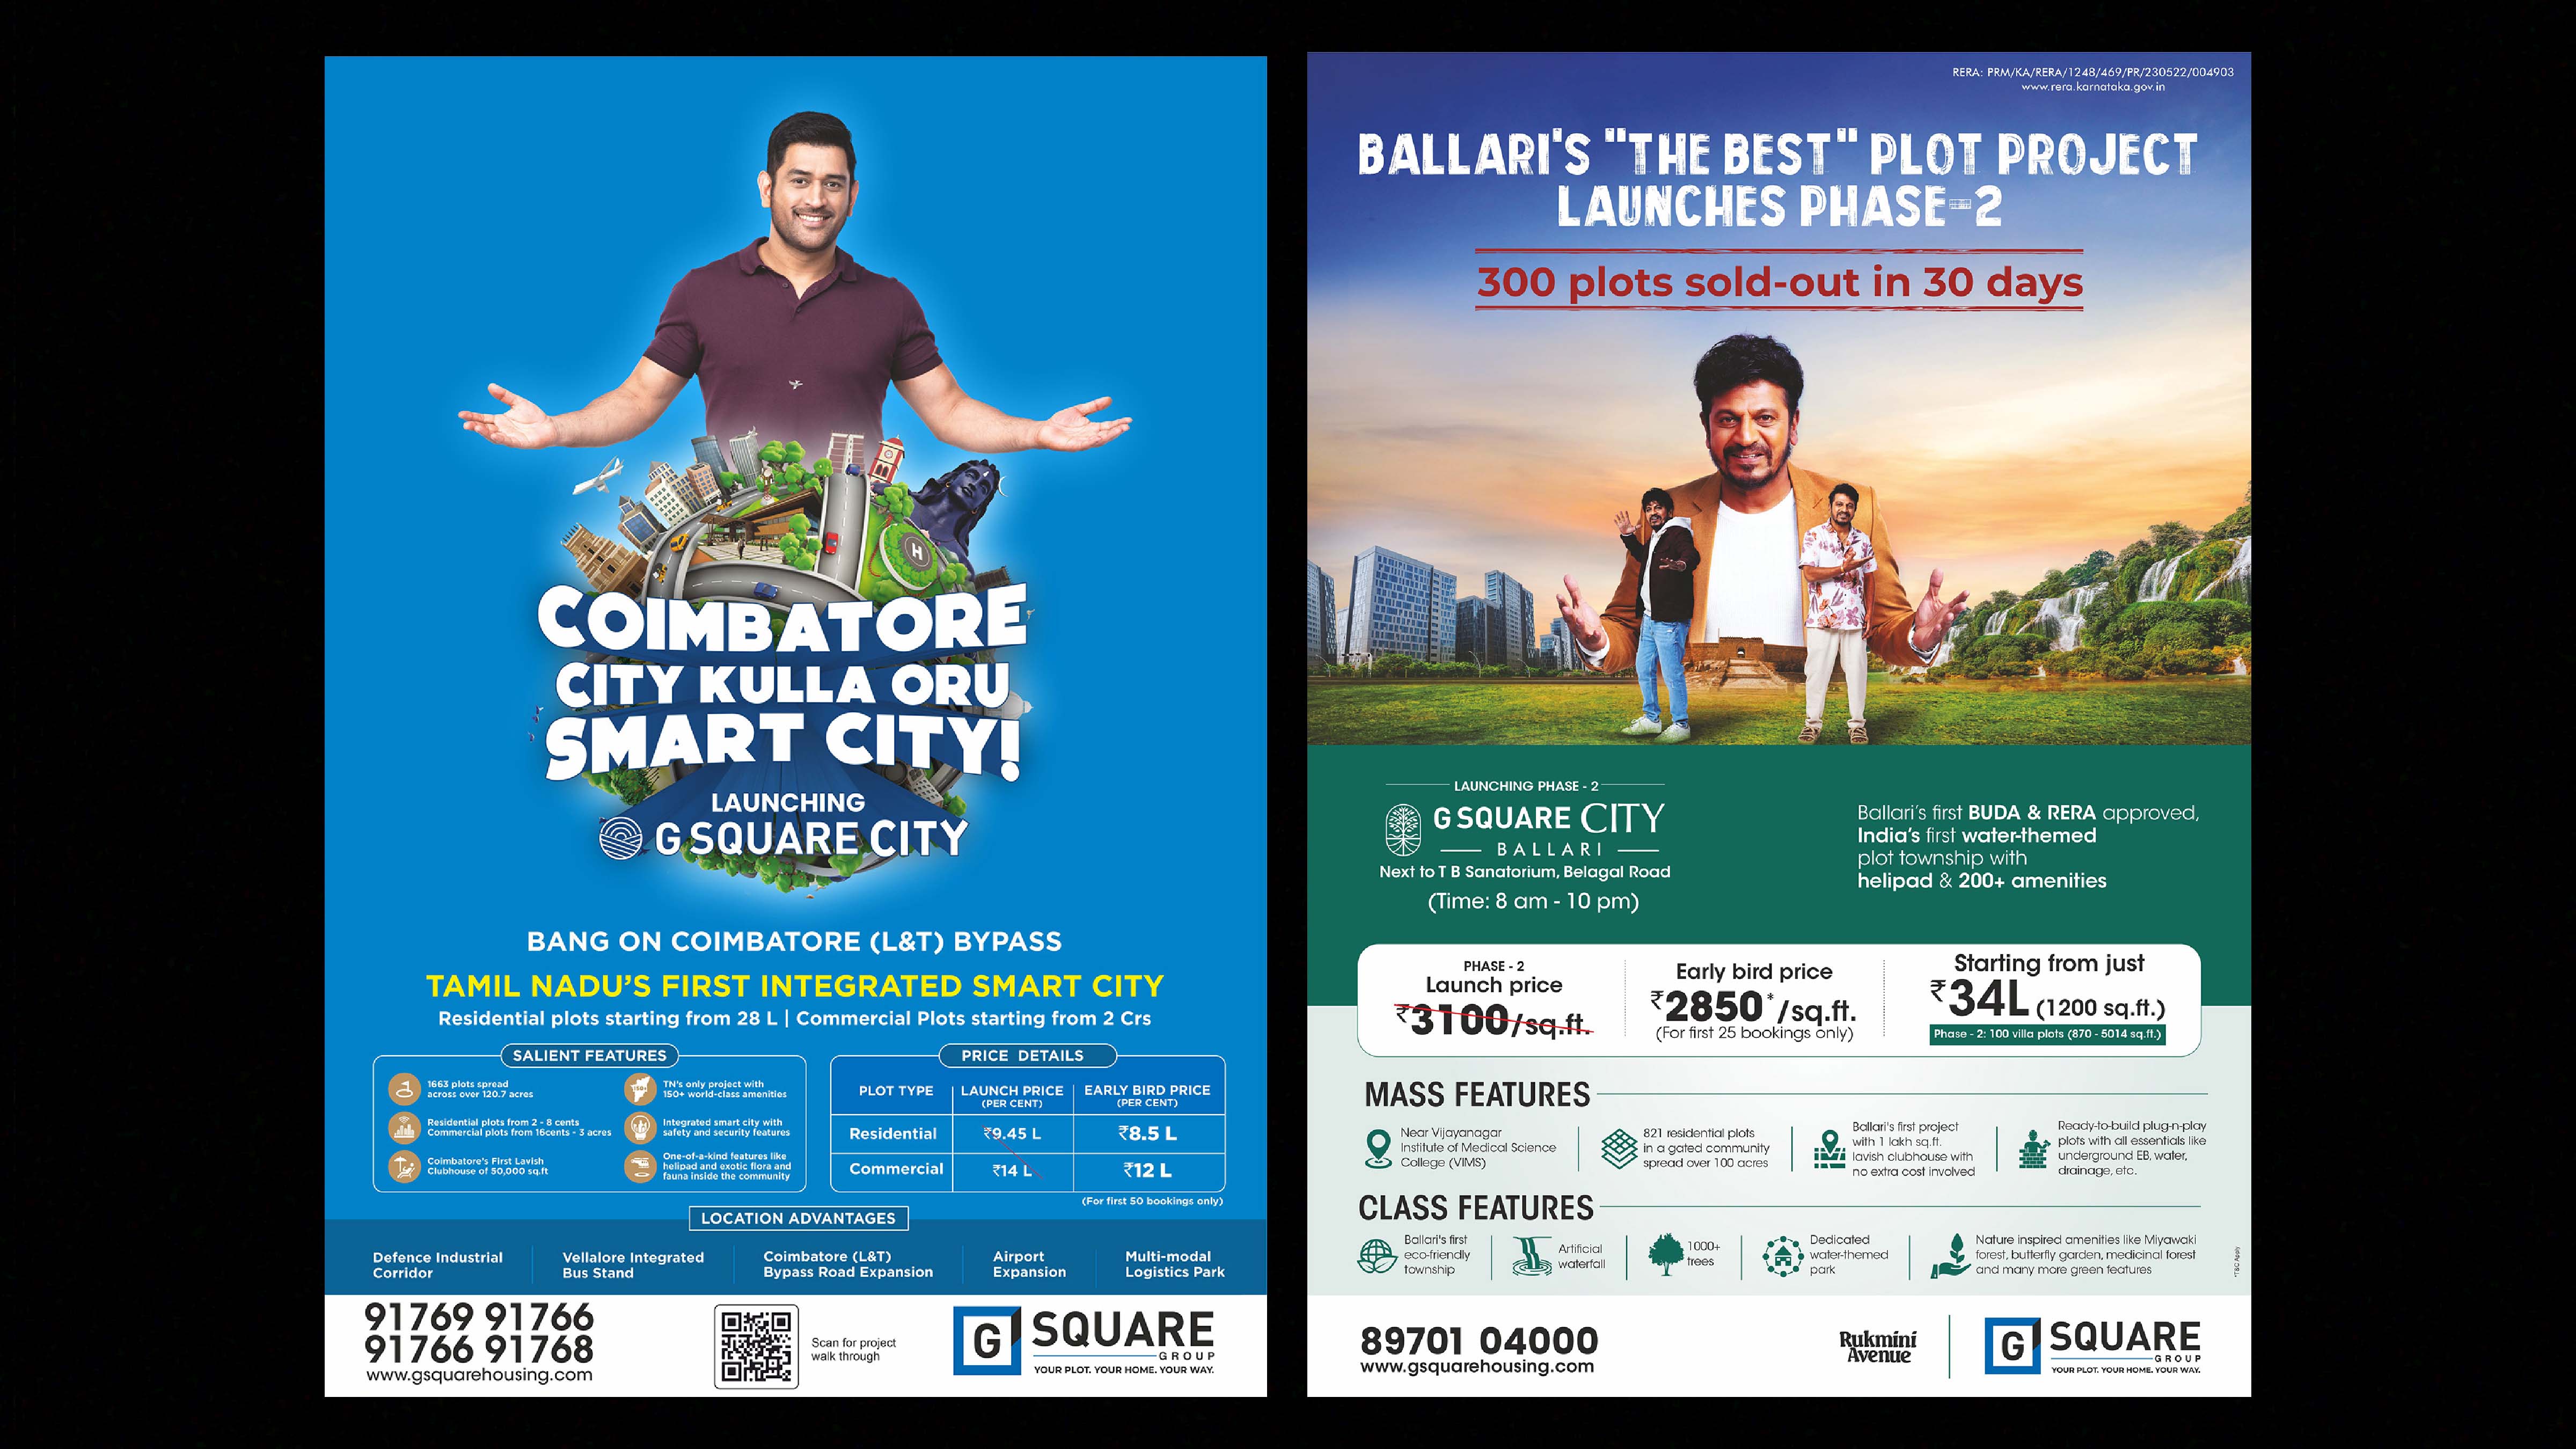 COIMBATORE
CITY KULLA ORU
SMART CITY!
LAUNCHING
G SQUARE CITY
BANG ON COIMBATORE (L&T) BYPASS
TAMIL NADU'S FIRST INTEGRATED SMART CITY
Residential plots starting from 28 L | Commercial Plots starting from 2 Crs
SALIENT FEATURES
1663 plots spread
across over 120.7 acres
Residential plots from 2 - 8 cents
Commercial plots from 16cents - 3 acres
Coimbatore's First Lavish
Clubhouse of 50,000 sq.ft
TN's only project with
150+ world-class amenities
Integrated smart city with
safety and security features
One-of-a-kind features like
helipad and exotic flora and
fauna inside the community
PRICE DETAILS
PLOT TYPE LAUNCH PRICE EARLY BIRD PRICE
(PER CENT) (PER CENT)
Residential ₹9.45 L ₹8.5 L
Commercial ₹14 L ₹12 L
(For first 50 bookings only)
LOCATION ADVANTAGES
Defence Industrial
Corridor
Vellalore Integrated
Bus Stand
Coimbatore (L&T)
Bypass Road Expansion
Airport
Expansion
Multi-modal
Logistics Park
91769 91766
91766 91768
www.gsquarehousing.com
Scan for project
walk through
G SQUARE
GROUP
YOUR PLOT. YOUR HOME. YOUR WAY.
RERA: PRM/KA/RERA/1248/469/PR/230522/004903
www.rera.karnataka.gov.in
BALLARI'S "THE BEST" PLOT PROJECT
LAUNCHES PHASE-2
300 plots sold-out in 30 days
LAUNCHING PHASE - 2
G SQUARE CITY
BALLARI
Next to T B Sanatorium, Belagal Road
(Time: 8 am - 10 pm)
Ballari's first BUDA & RERA approved,
India's first water-themed
plot township with
helipad & 200+ amenities
PHASE - 2
Launch price
₹3100/sq.ft.
Early bird price
₹2850*/sq.ft.
(For first 25 bookings only)
Starting from just
₹34L (1200 sq.ft.)
Phase - 2: 100 villa plots (870 - 5014 sq.ft.)
MASS FEATURES
Near Vijayanagar
Institute of Medical Science
College (VIMS)
821 residential plots
in a gated community
spread over 100 acres
Ballari's first project
with 1 lakh sq.ft.
lavish clubhouse with
no extra cost involved
Ready-to-build plug-n-play
plots with all essentials like
underground EB, water,
drainage, etc.
CLASS FEATURES
Ballari's first
eco-friendly
township
Artificial
waterfall
1000+
trees
Dedicated
water-themed
park
Nature inspired amenities like Miyawaki
forest, butterfly garden, medicinal forest
and many more green features
*T&C Apply
89701 04000
www.gsquarehousing.com
Rukmini
Avenue
G SQUARE
GROUP
YOUR PLOT. YOUR HOME. YOUR WAY.